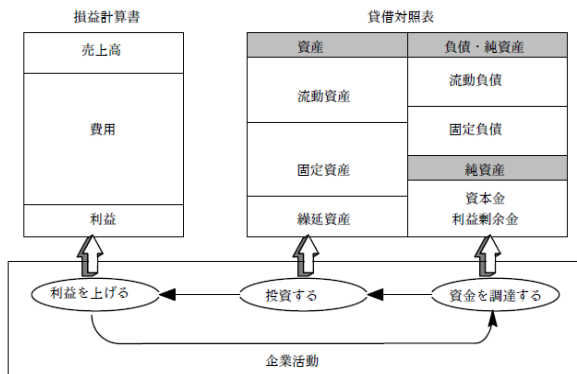 損益計算書
売上高
費用
利益
貸借対照表
資産
流動資産
固定資産
繰延資産
負債・純資産
流動負債
固定負債
純資産
資本金
利益剰余金
利益を上げる
投資する
資金を調達する
企業活動